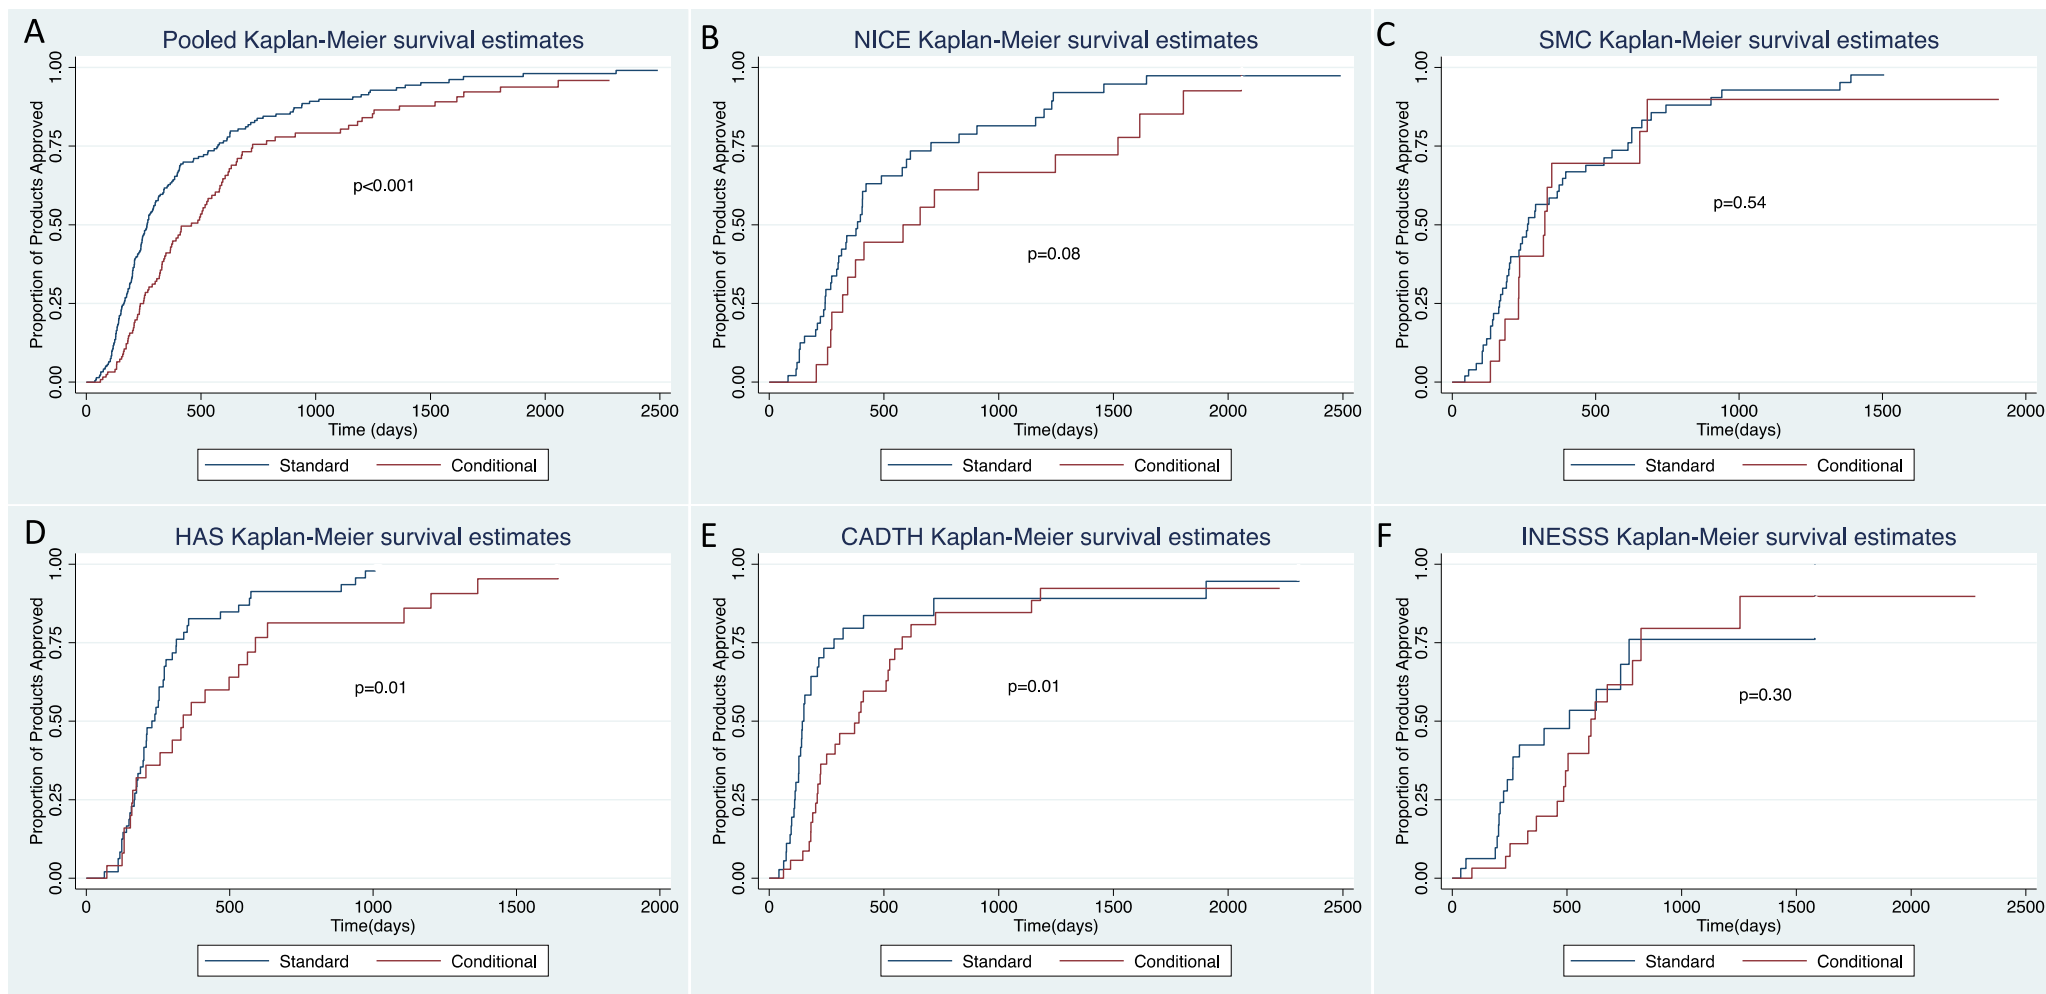 A
Pooled Kaplan-Meier survival estimates
Proportion of Products Approved
1.00
0.75
0.50
0.25
0.00
p<0.001
0 500 1000 1500 2000 2500
Time (days)
Standard Conditional
B
NICE Kaplan-Meier survival estimates
Proportion of Products Approved
1.00
0.75
0.50
0.25
0.00
p=0.08
0 500 1000 1500 2000 2500
Time(days)
Standard Conditional
C
SMC Kaplan-Meier survival estimates
Proportion of Products Approved
1.00
0.75
0.50
0.25
0.00
p=0.54
0 500 1000 1500 2000
Time(days)
Standard Conditional
D
HAS Kaplan-Meier survival estimates
Proportion of Products Approved
1.00
0.75
0.50
0.25
0.00
p=0.01
0 500 1000 1500 2000
Time(days)
Standard Conditional
E
CADTH Kaplan-Meier survival estimates
Proportion of Products Approved
1.00
0.75
0.50
0.25
0.00
p=0.01
0 500 1000 1500 2000 2500
Time(days)
Standard Conditional
F
INESSS Kaplan-Meier survival estimates
Proportion of Products Approved
1.00
0.75
0.50
0.25
0.00
p=0.30
0 500 1000 1500 2000 2500
Time(days)
Standard Conditional